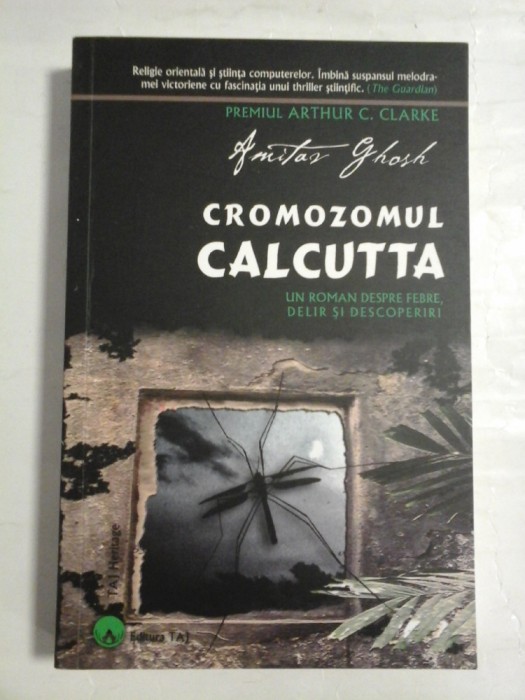 Religie orientală și știința computerelor. Îmbină suspansul melodra-
mei victoriene cu fascinația unui thriller științific. (The Guardian)
PREMIUL ARTHUR C. CLARKE
Amitav Ghosh
CROMOZOMUL
CALCUTTA
UN ROMAN DESPRE FEBRE,
DELIR ȘI DESCOPERIRI
TAJ Heritage
Editura TAJ